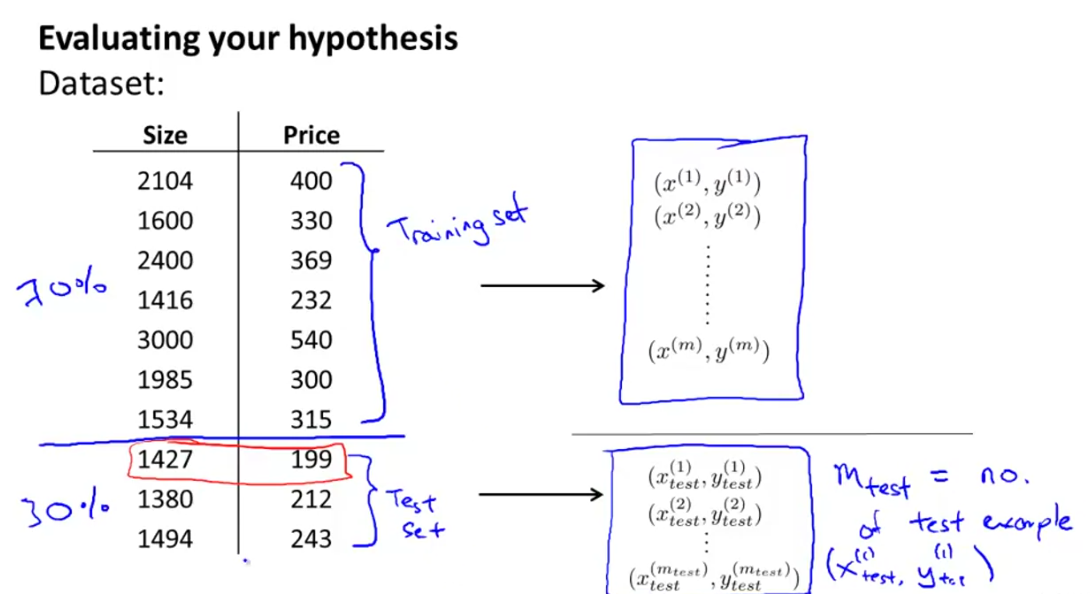 Evaluating your hypothesis
Dataset:
Size Price
2104 400
1600 330
2400 369
1416 232
3000 540
1985 300
1534 315
1427 199
1380 212
1494 243
70%
30%
Training set
Test
set
(x^{(1)}, y^{(1)})
(x^{(2)}, y^{(2)})
(x^{(m)}, y^{(m)})
(x_{test}^{(1)}, y_{test}^{(1)})
(x_{test}^{(2)}, y_{test}^{(2)})
(x_{test}^{(m_{test})}, y_{test}^{(m_{test})})
m_{test} = no.
of test example
(x_{test}^{(1)}, y_{test}^{(1)})